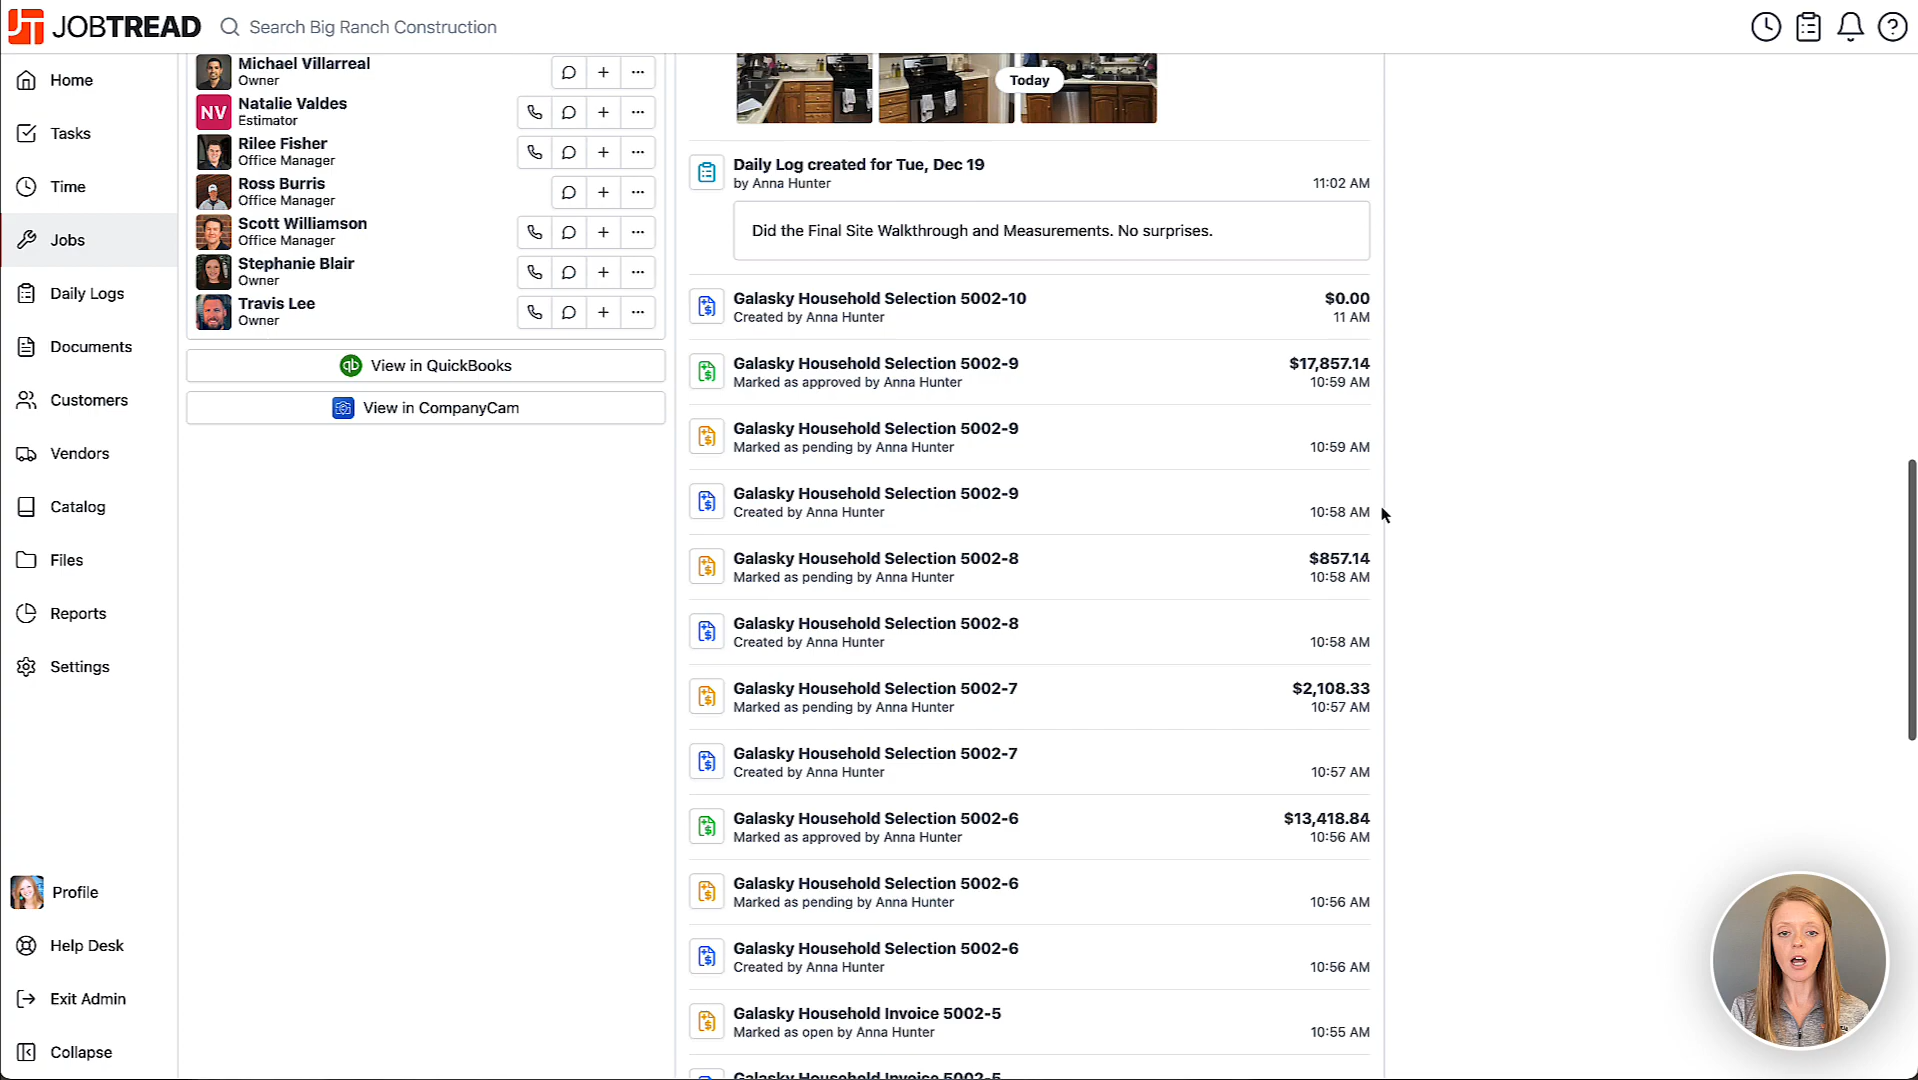 JOBTREAD
Search Big Ranch Construction
Home
Tasks
Time
Jobs
Daily Logs
Documents
Customers
Vendors
Catalog
Files
Reports
Settings
Profile
Help Desk
Exit Admin
Collapse
Michael Villarreal
Owner
NV
Natalie Valdes
Estimator
Rilee Fisher
Office Manager
Ross Burris
Office Manager
Scott Williamson
Office Manager
Stephanie Blair
Owner
Travis Lee
Owner
qb View in QuickBooks
View in CompanyCam
Today
Daily Log created for Tue, Dec 19
by Anna Hunter 11:02 AM
Did the Final Site Walkthrough and Measurements. No surprises.
Galasky Household Selection 5002-10 $0.00
Created by Anna Hunter 11 AM
Galasky Household Selection 5002-9 $17,857.14
Marked as approved by Anna Hunter 10:59 AM
Galasky Household Selection 5002-9
Marked as pending by Anna Hunter 10:59 AM
Galasky Household Selection 5002-9
Created by Anna Hunter 10:58 AM
Galasky Household Selection 5002-8 $857.14
Marked as pending by Anna Hunter 10:58 AM
Galasky Household Selection 5002-8
Created by Anna Hunter 10:58 AM
Galasky Household Selection 5002-7 $2,108.33
Marked as pending by Anna Hunter 10:57 AM
Galasky Household Selection 5002-7
Created by Anna Hunter 10:57 AM
Galasky Household Selection 5002-6 $13,418.84
Marked as approved by Anna Hunter 10:56 AM
Galasky Household Selection 5002-6
Marked as pending by Anna Hunter 10:56 AM
Galasky Household Selection 5002-6
Created by Anna Hunter 10:56 AM
Galasky Household Invoice 5002-5
Marked as open by Anna Hunter 10:55 AM
Galasky Household Invoice 5002-5